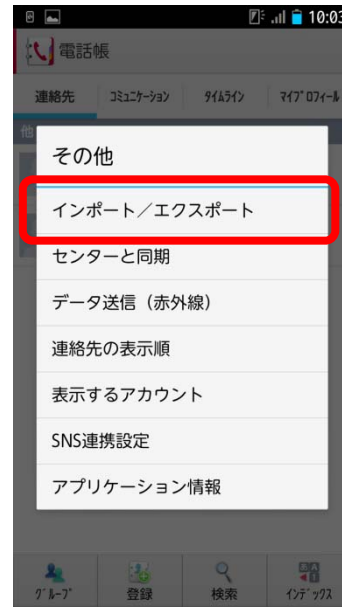 10:03
電話帳
連絡先 ｺﾐｭﾆｹｰｼｮﾝ ﾀｲﾑﾗｲﾝ ﾏｲﾌﾟﾛﾌｨｰﾙ
他
その他
インポート／エクスポート
センターと同期
データ送信（赤外線）
連絡先の表示順
表示するアカウント
SNS連携設定
アプリケーション情報
ｸﾞﾙｰﾌﾟ 登録 検索 ｲﾝﾃﾞｯｸｽ